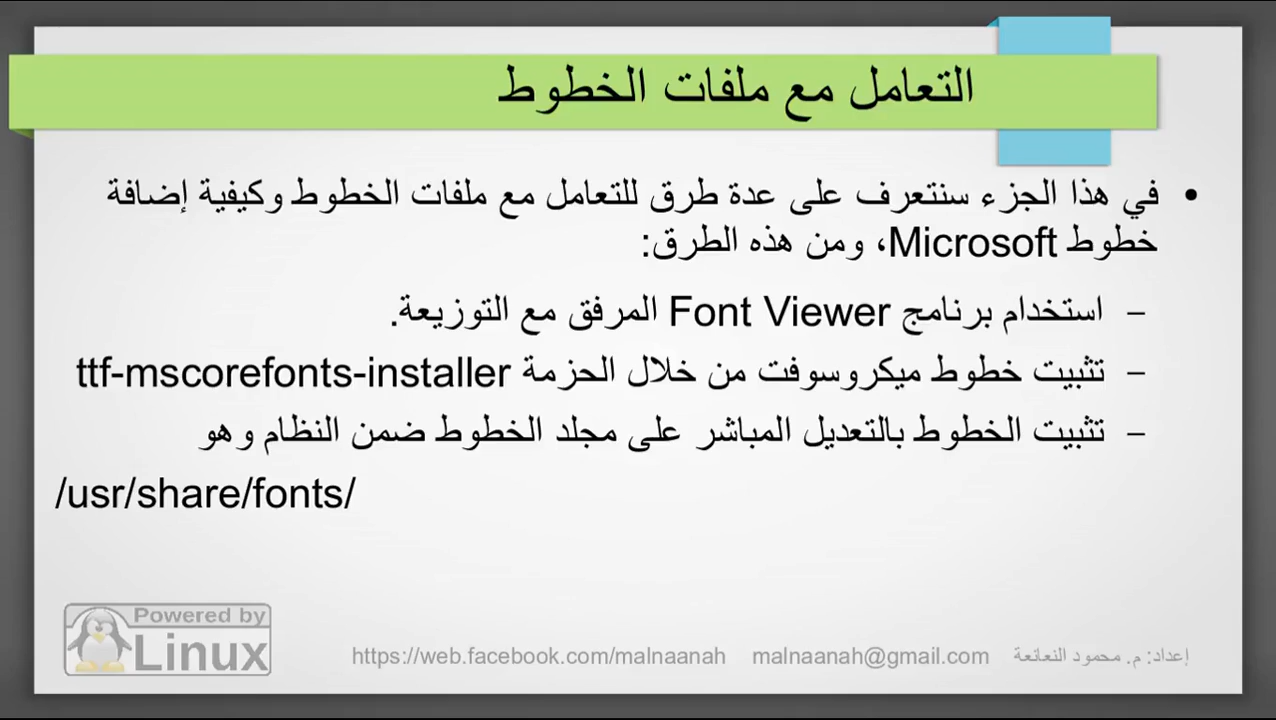 التعامل مع ملفات الخطوط
• في هذا الجزء سنتعرف على عدة طرق للتعامل مع ملفات الخطوط وكيفية إضافة
خطوط Microsoft، ومن هذه الطرق:
– استخدام برنامج Font Viewer المرفق مع التوزيعة.
– تثبيت خطوط ميكروسوفت من خلال الحزمة ttf-mscorefonts-installer
– تثبيت الخطوط بالتعديل المباشر على مجلد الخطوط ضمن النظام وهو
/usr/share/fonts/
Powered by
Linux
إعداد: م. محمود النعانعة malnaanah@gmail.com https://web.facebook.com/malnaanah